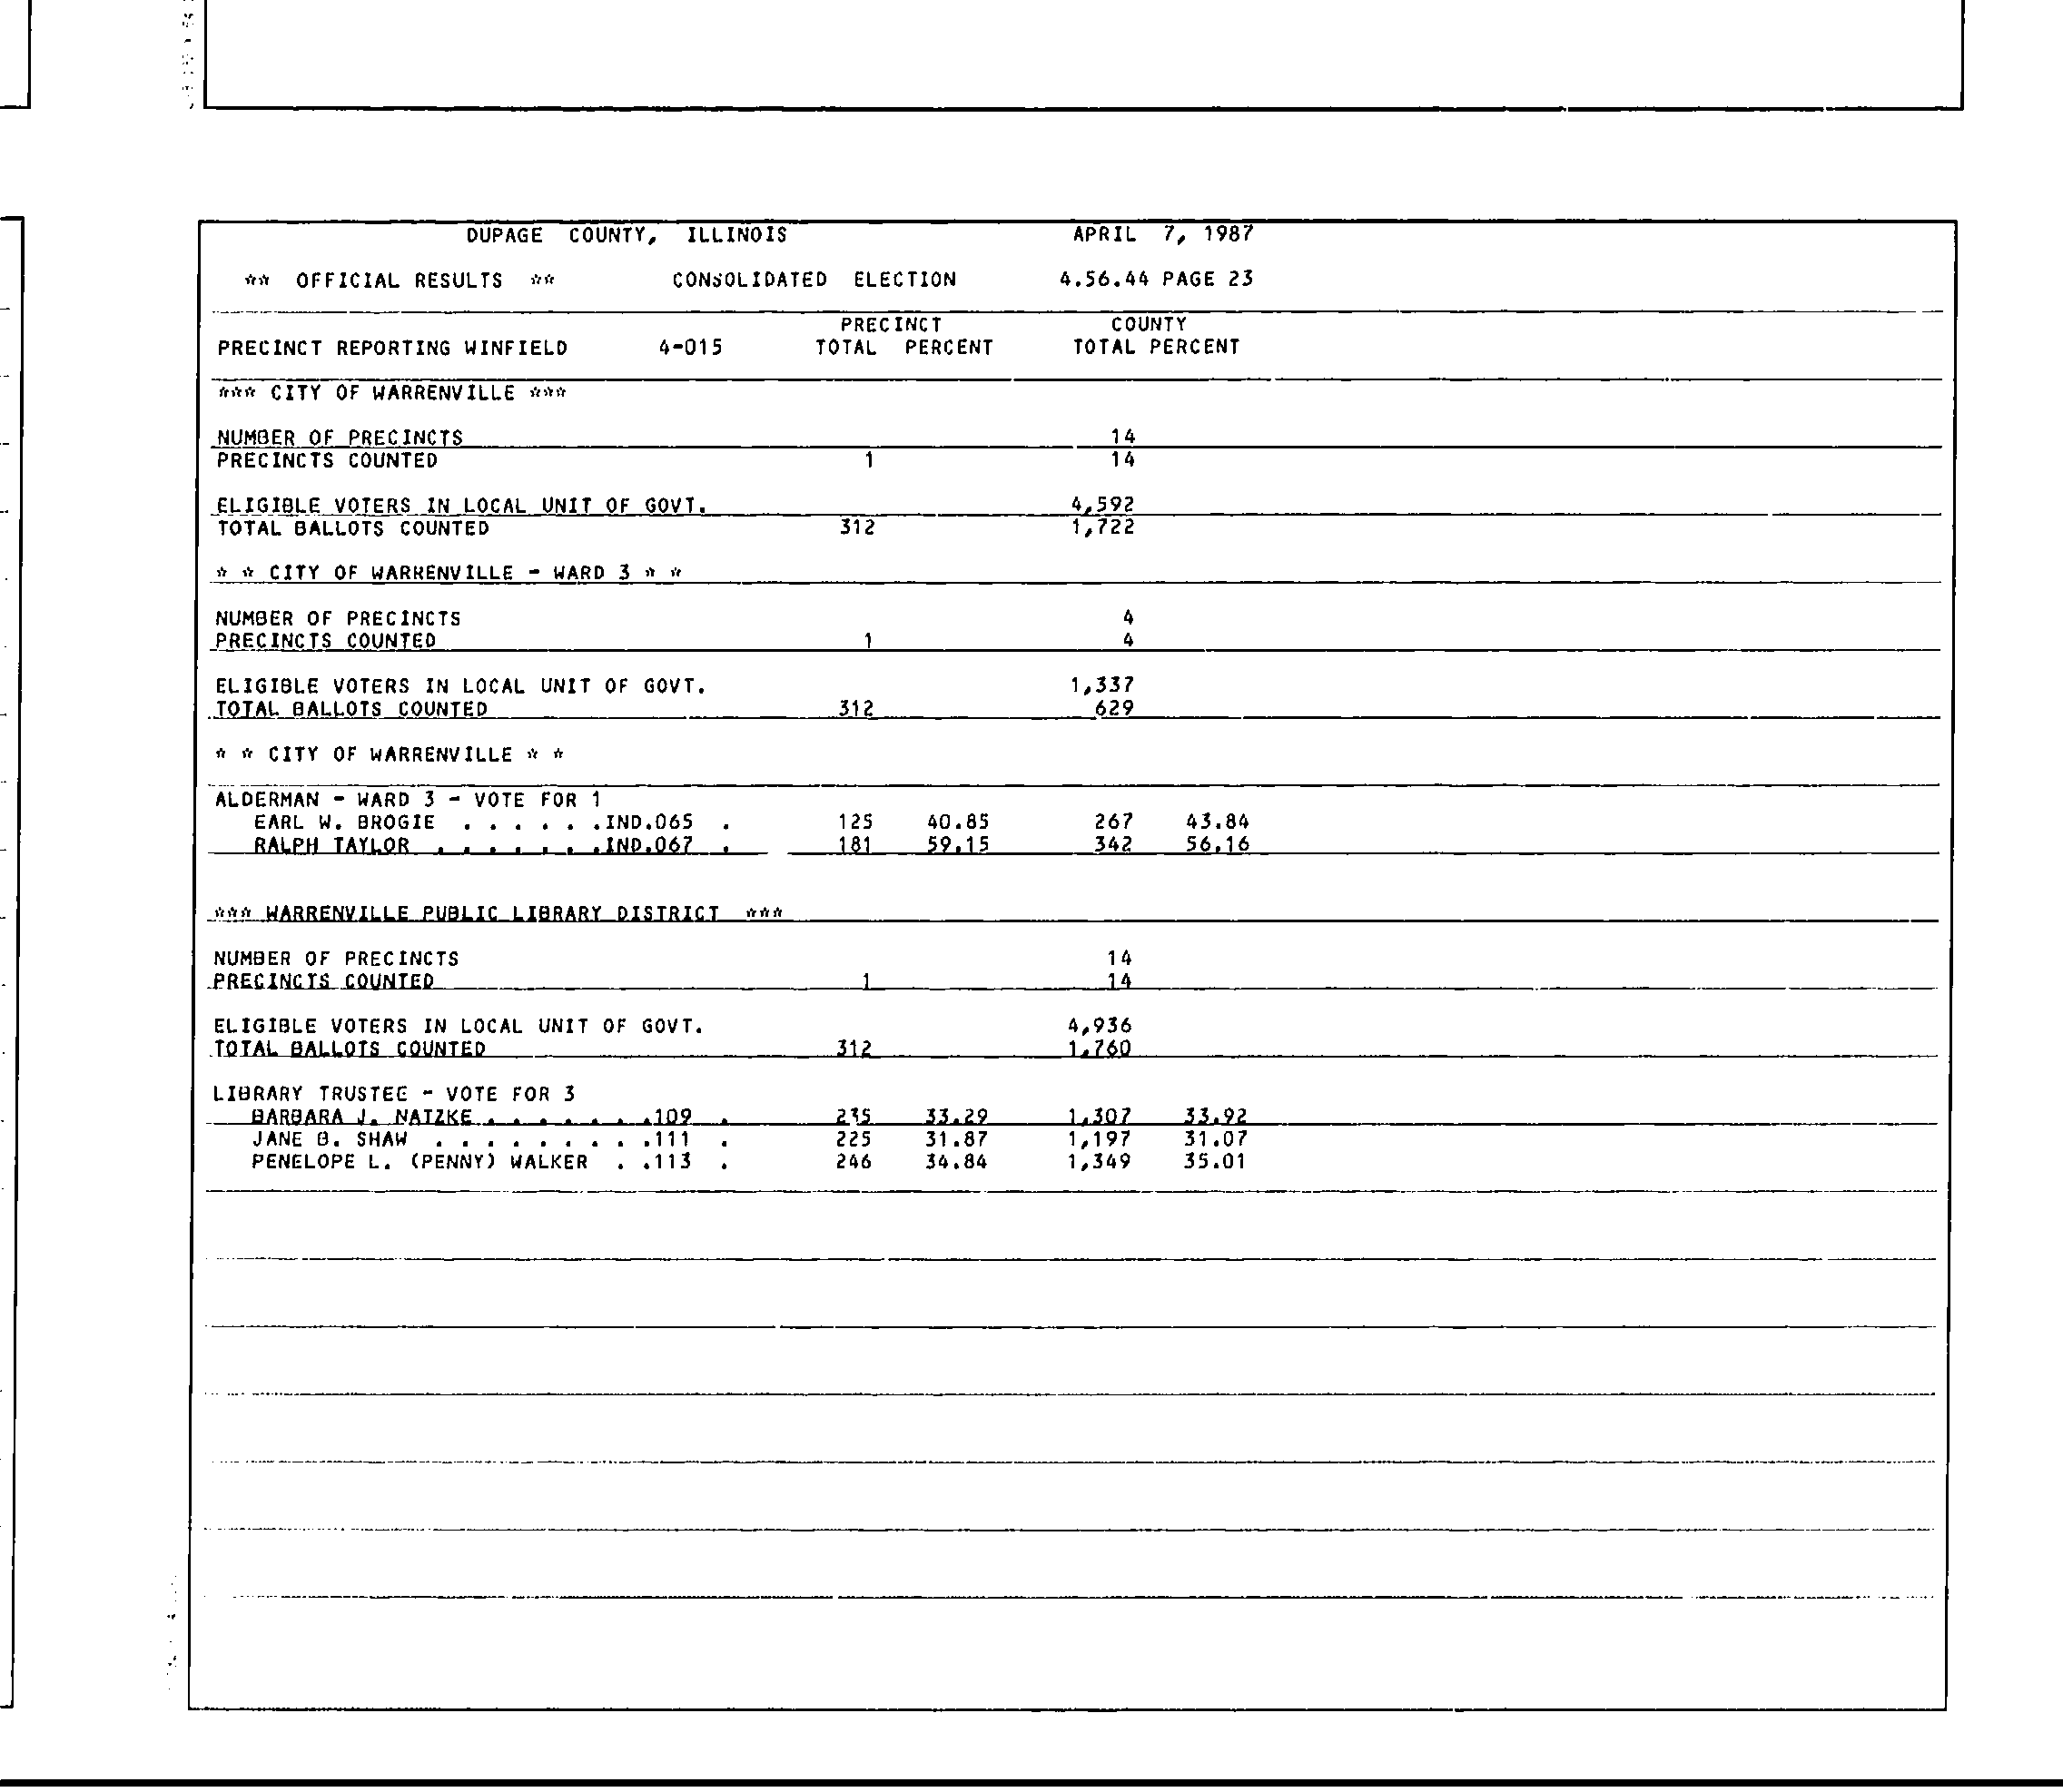 DUPAGE COUNTY, ILLINOIS APRIL 7, 1987
** OFFICIAL RESULTS ** CONSOLIDATED ELECTION 4.56.44 PAGE 23
PRECINCT COUNTY
PRECINCT REPORTING WINFIELD 4-015 TOTAL PERCENT TOTAL PERCENT
*** CITY OF WARRENVILLE ***
NUMBER OF PRECINCTS 14
PRECINCTS COUNTED 1 14
ELIGIBLE VOTERS IN LOCAL UNIT OF GOVT. 4,592
TOTAL BALLOTS COUNTED 312 1,722
* * CITY OF WARRENVILLE - WARD 3 * *
NUMBER OF PRECINCTS 4
PRECINCTS COUNTED 1 4
ELIGIBLE VOTERS IN LOCAL UNIT OF GOVT. 1,337
TOTAL BALLOTS COUNTED 312 629
* * CITY OF WARRENVILLE * *
ALDERMAN - WARD 3 - VOTE FOR 1
EARL W. BROGIE . . . . . .IND.065 . 125 40.85 267 43.84
RALPH TAYLOR . . . . . . .IND.067 . 181 59.15 342 56.16
*** WARRENVILLE PUBLIC LIBRARY DISTRICT ***
NUMBER OF PRECINCTS 14
PRECINCTS COUNTED 1 14
ELIGIBLE VOTERS IN LOCAL UNIT OF GOVT. 4,936
TOTAL BALLOTS COUNTED 312 1,760
LIBRARY TRUSTEE - VOTE FOR 3
BARBARA J. NATZKE . . . . . . .109 . 235 33.29 1,307 33.92
JANE B. SHAW . . . . . . . . .111 . 225 31.87 1,197 31.07
PENELOPE L. (PENNY) WALKER . .113 . 246 34.84 1,349 35.01